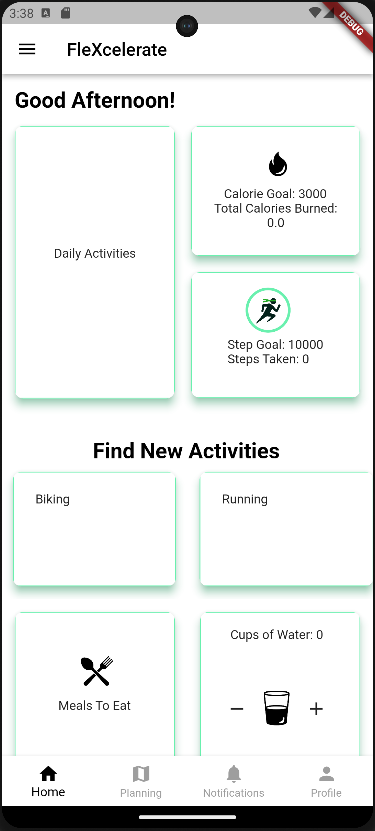 3:38
DEBUG
FleXcelerate
Good Afternoon!
Daily Activities
Calorie Goal: 3000
Total Calories Burned:
0.0
Step Goal: 10000
Steps Taken: 0
Find New Activities
Biking
Running
Meals To Eat
Cups of Water: 0
Home
Planning
Notifications
Profile